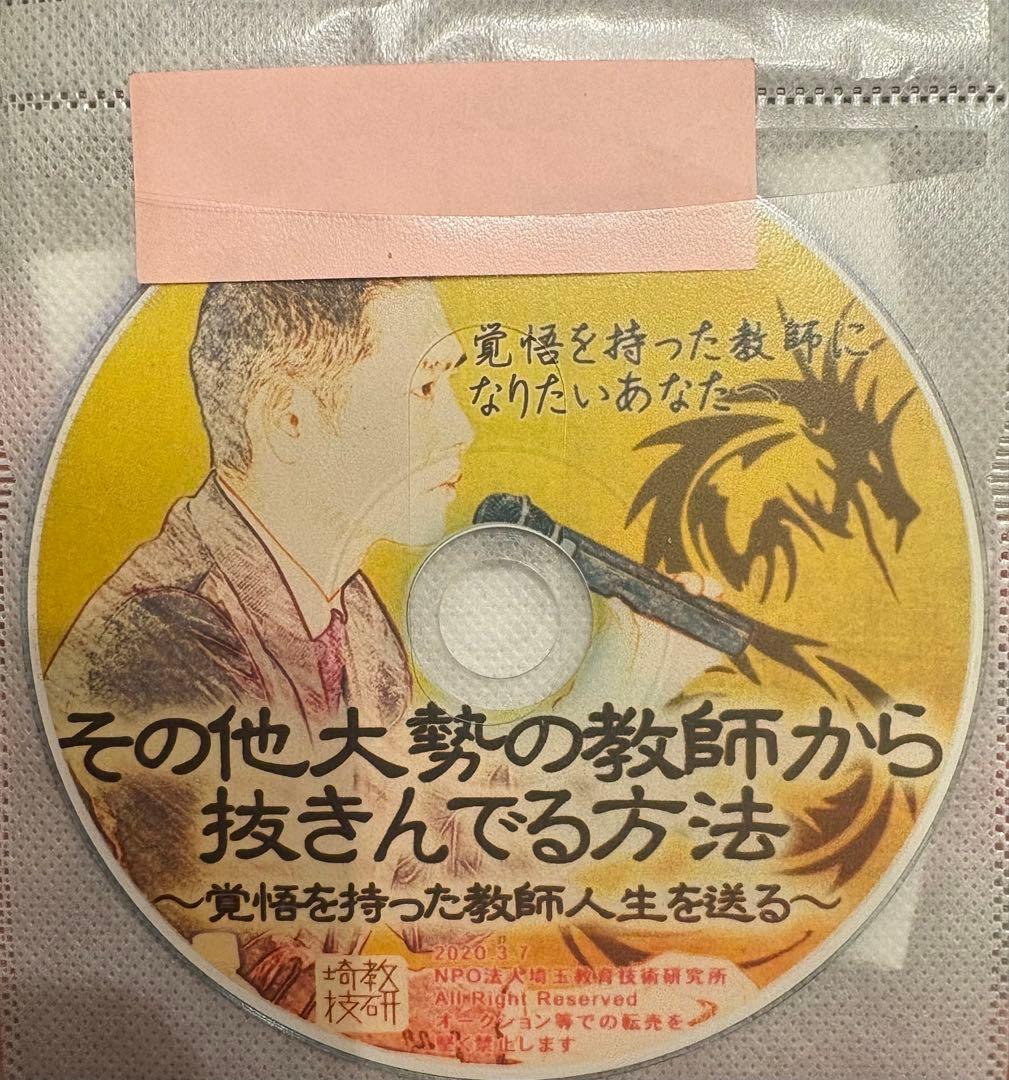 覚悟を持った教師に
なりたいあなたへ
その他大勢の教師から
抜きんでる方法
～覚悟を持った教師人生を送る～
埼教
技研
2020 3 7
NPO法人埼玉教育技術研究所
All Right Reserved
オークション等での転売を
堅く禁止します